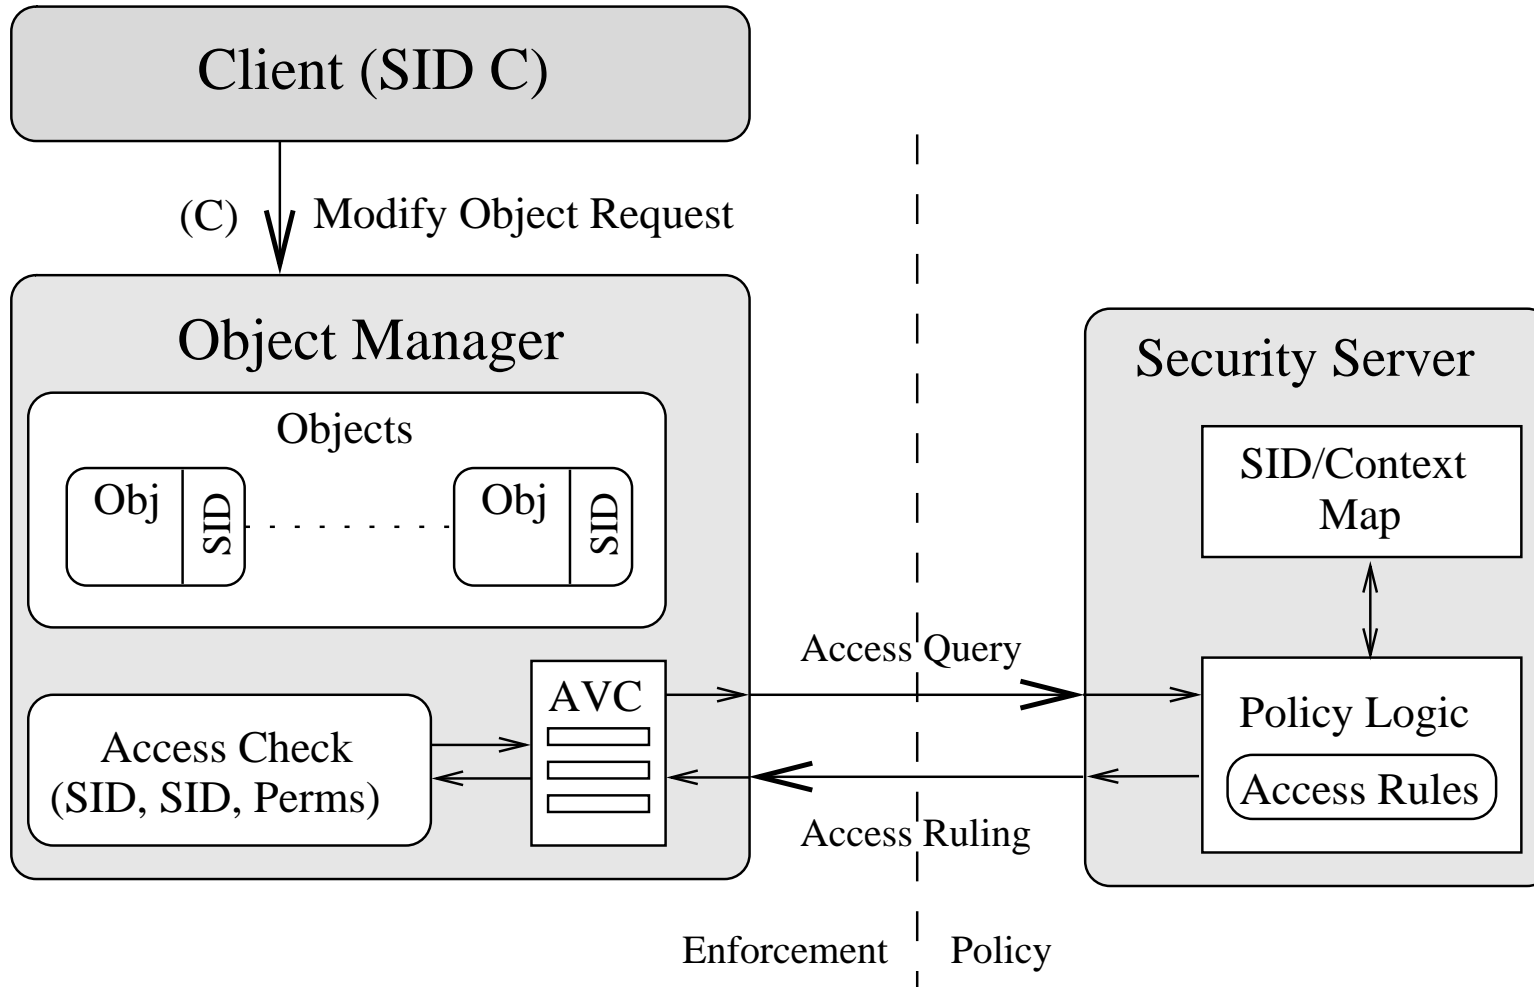 Client (SID C)
(C) Modify Object Request
Object Manager
Objects
Obj SID
Obj SID
Access Check
(SID, SID, Perms)
AVC
Access Query
Access Ruling
Security Server
SID/Context
Map
Policy Logic
Access Rules
Enforcement
Policy